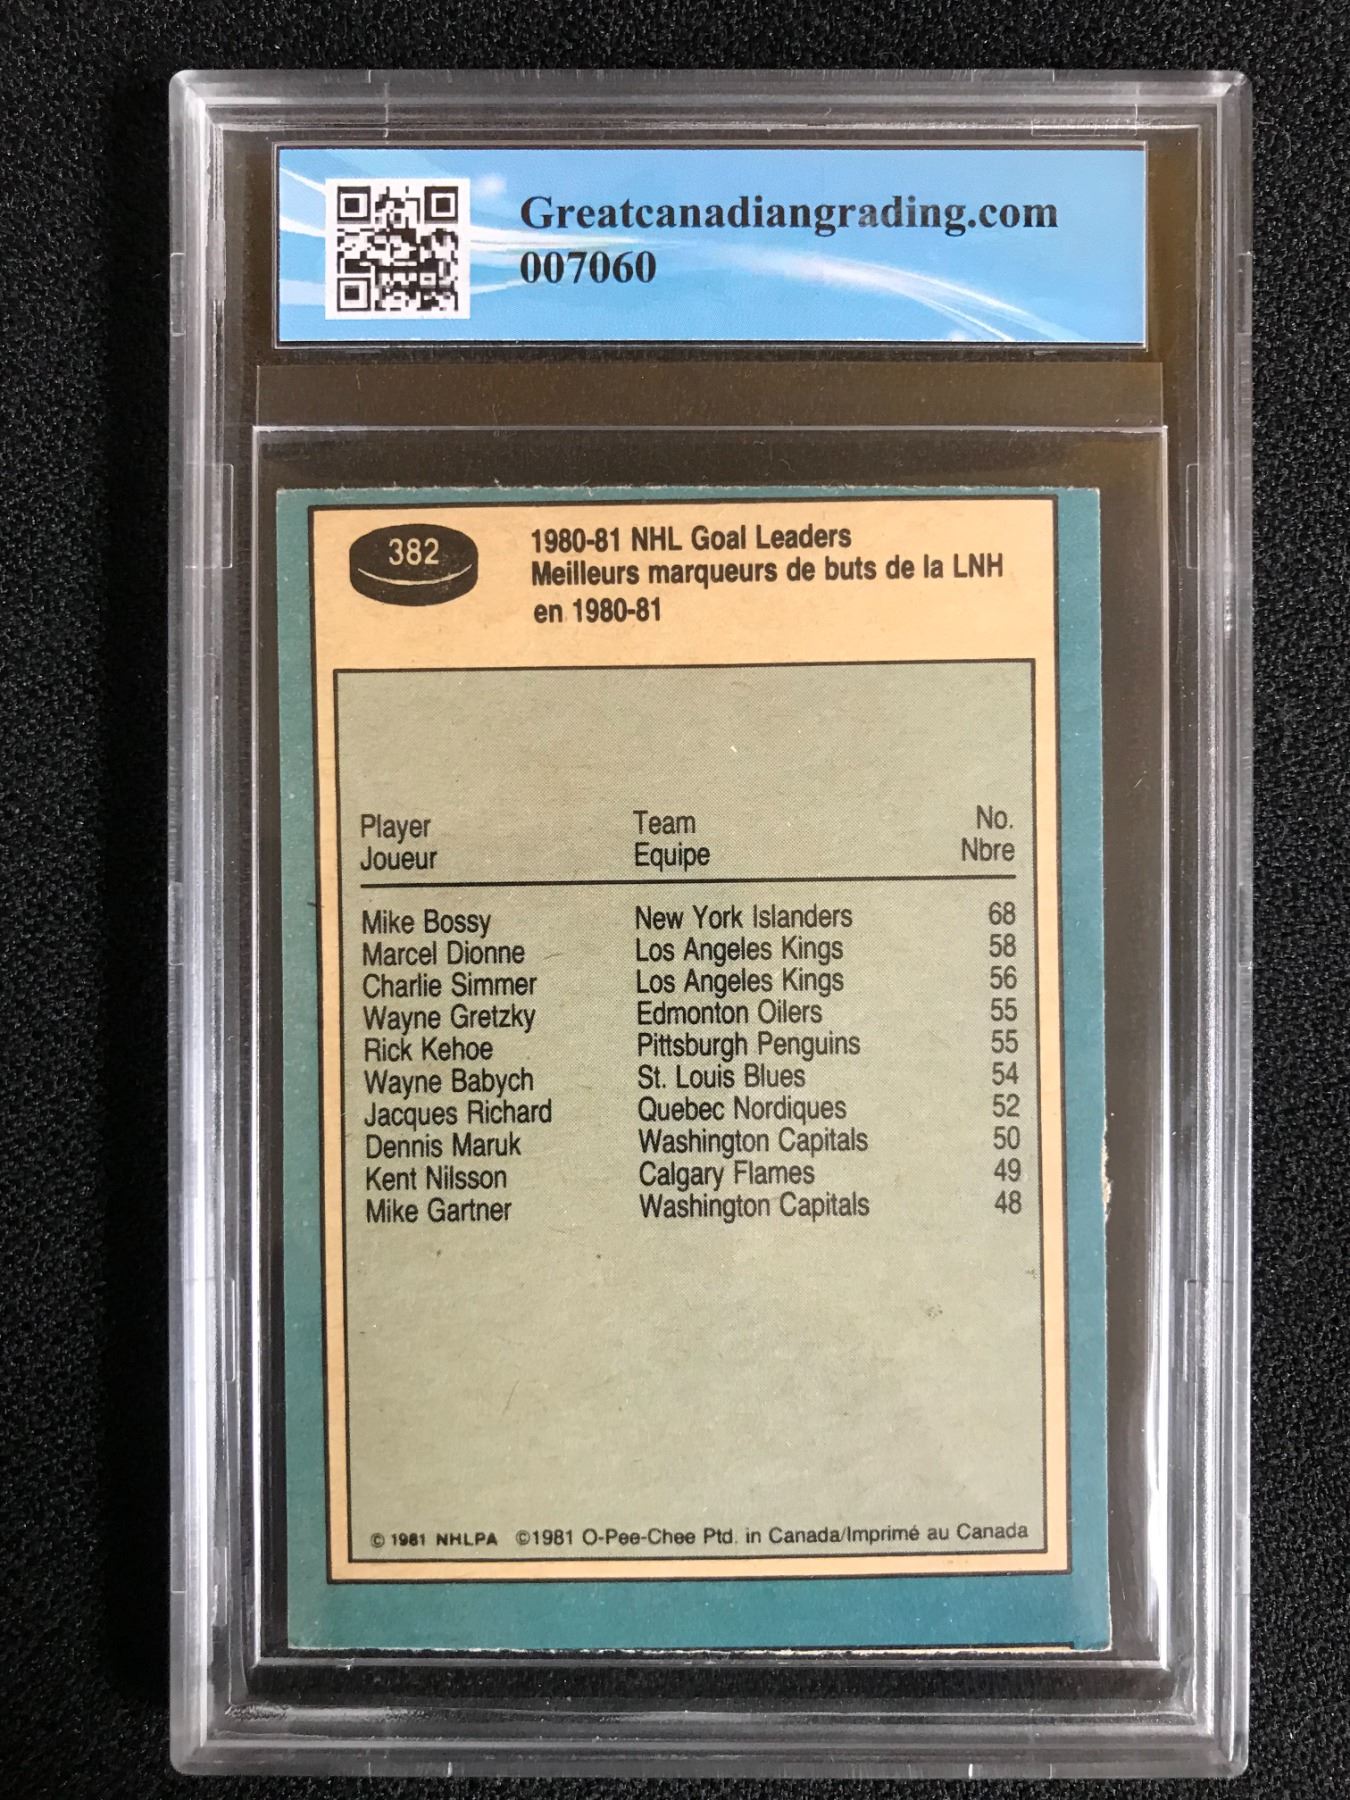 Greatcanadiangrading.com
007060
382
1980-81 NHL Goal Leaders
Meilleurs marqueurs de buts de la LNH
en 1980-81
Player Team No.
Joueur Equipe Nbre
Mike Bossy New York Islanders 68
Marcel Dionne Los Angeles Kings 58
Charlie Simmer Los Angeles Kings 56
Wayne Gretzky Edmonton Oilers 55
Rick Kehoe Pittsburgh Penguins 55
Wayne Babych St. Louis Blues 54
Jacques Richard Quebec Nordiques 52
Dennis Maruk Washington Capitals 50
Kent Nilsson Calgary Flames 49
Mike Gartner Washington Capitals 48
© 1981 NHLPA ©1981 O-Pee-Chee Ptd. in Canada/Imprimé au Canada